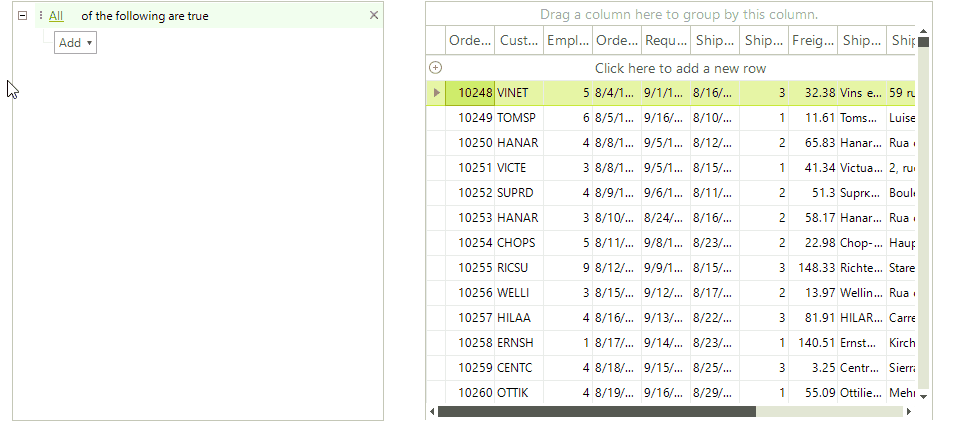 All of the following are true
Add
Drag a column here to group by this column.
Orde... Cust... Empl... Orde... Requ... Ship... Ship... Freig... Ship... Ship
Click here to add a new row
10248 VINET 5 8/4/1... 9/1/1... 8/16/... 3 32.38 Vins e... 59 ru
10249 TOMSP 6 8/5/1... 9/16/... 8/10/... 1 11.61 Toms... Luise
10250 HANAR 4 8/8/1... 9/5/1... 8/12/... 2 65.83 Hanar... Rua
10251 VICTE 3 8/8/1... 9/5/1... 8/15/... 1 41.34 Victua... 2, rue
10252 SUPRD 4 8/9/1... 9/6/1... 8/11/... 2 51.3 Suprк... Boul
10253 HANAR 3 8/10/... 8/24/... 8/16/... 2 58.17 Hanar... Rua
10254 CHOPS 5 8/11/... 9/8/1... 8/23/... 2 22.98 Chop-... Haup
10255 RICSU 9 8/12/... 9/9/1... 8/15/... 3 148.33 Richte... Stare
10256 WELLI 3 8/15/... 9/12/... 8/17/... 2 13.97 Wellin... Rua
10257 HILAA 4 8/16/... 9/13/... 8/22/... 3 81.91 HILAR... Carre
10258 ERNSH 1 8/17/... 9/14/... 8/23/... 1 140.51 Ernst... Kirch
10259 CENTC 4 8/18/... 9/15/... 8/25/... 3 3.25 Centr... Sierra
10260 OTTIK 4 8/19/... 9/16/... 8/29/... 1 55.09 Ottilie... Meh